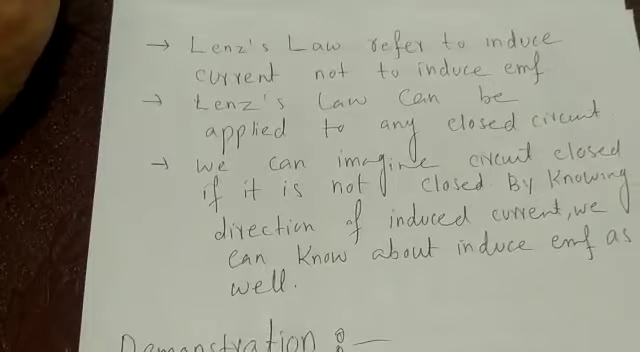 → Lenz's Law refer to induce
current not to induce emf
→ Lenz's Law can be
applied to any closed circuit
→ We can imagine circuit closed
if it is not closed. By Knowing
direction of induced current, we
can Know about induce emf as
well.
Demanstration :—